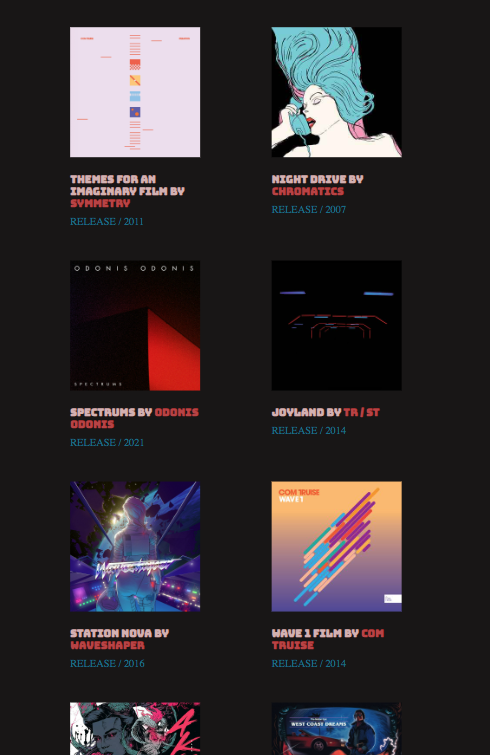 THEMES FOR AN
IMAGINARY FILM BY
SYMMETRY
RELEASE / 2011
NIGHT DRIVE BY
CHROMATICS
RELEASE / 2007
ODONIS ODONIS
SPECTRUMS
SPECTRUMS BY ODONIS
ODONIS
RELEASE / 2021
JOYLAND BY TR / ST
RELEASE / 2014
Waveshaper
STATION NOVA BY
WAVESHAPER
RELEASE / 2016
COM TRUISE
WAVE 1
WAVE 1 FILM BY COM
TRUISE
RELEASE / 2014
WEST COAST DREAMS